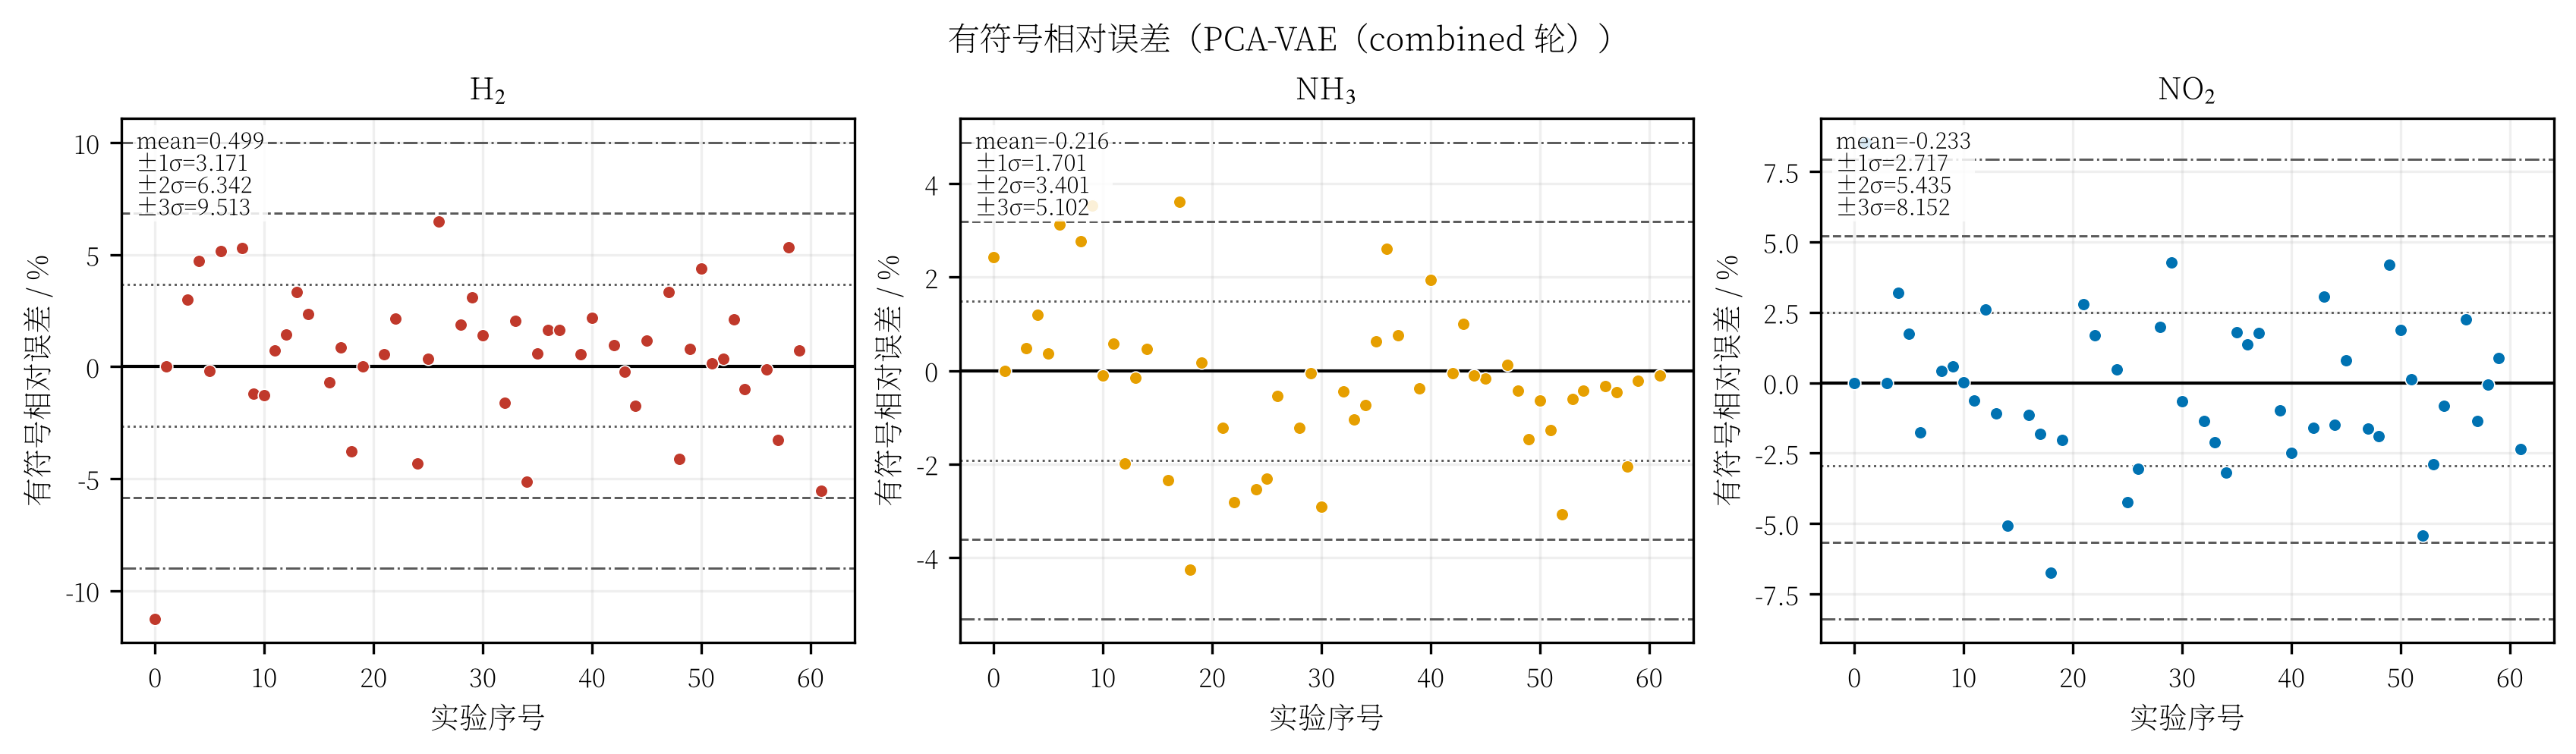 有符号相对误差（PCA-VAE（combined 轮））
H₂
有符号相对误差 / %
10
5
0
-5
-10
mean=0.499
±1σ=3.171
±2σ=6.342
±3σ=9.513
0 10 20 30 40 50 60
实验序号
NH₃
有符号相对误差 / %
4
2
0
-2
-4
mean=-0.216
±1σ=1.701
±2σ=3.401
±3σ=5.102
0 10 20 30 40 50 60
实验序号
NO₂
有符号相对误差 / %
7.5
5.0
2.5
0.0
-2.5
-5.0
-7.5
mean=-0.233
±1σ=2.717
±2σ=5.435
±3σ=8.152
0 10 20 30 40 50 60
实验序号